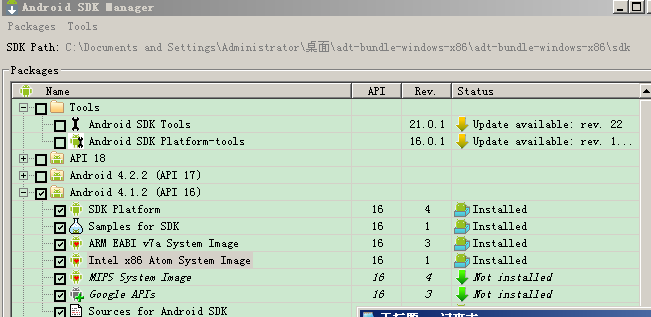 Android SDK Manager
Packages Tools
SDK Path: C:\Documents and Settings\Administrator\桌面\adt-bundle-windows-x86\adt-bundle-windows-x86\sdk
Packages
Name API Rev. Status
Tools
Android SDK Tools 21.0.1 Update available: rev. 22
Android SDK Platform-tools 16.0.1 Update available: rev. 1...
API 18
Android 4.2.2 (API 17)
Android 4.1.2 (API 16)
SDK Platform 16 4 Installed
Samples for SDK 16 1 Installed
ARM EABI v7a System Image 16 3 Installed
Intel x86 Atom System Image 16 1 Installed
MIPS System Image 16 4 Not installed
Google APIs 16 3 Not installed
Sources for Android SDK